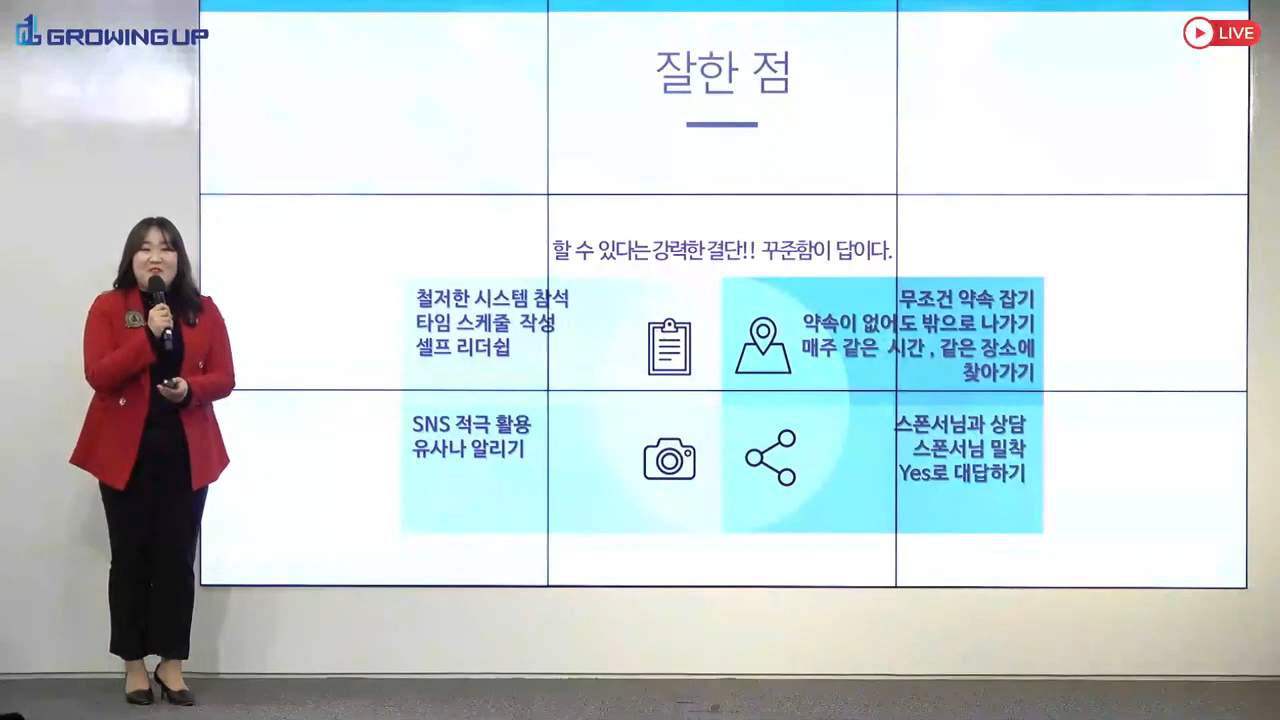 GROWING UP
LIVE
잘한 점
할 수 있다는 강력한 결단!! 꾸준함이 답이다.
철저한 시스템 참석
타임 스케줄 작성
셀프 리더쉽
무조건 약속 잡기
약속이 없어도 밖으로 나가기
매주 같은 시간 , 같은 장소에
찾아가기
SNS 적극 활용
유사나 알리기
스폰서님과 상담
스폰서님 밀착
Yes로 대답하기